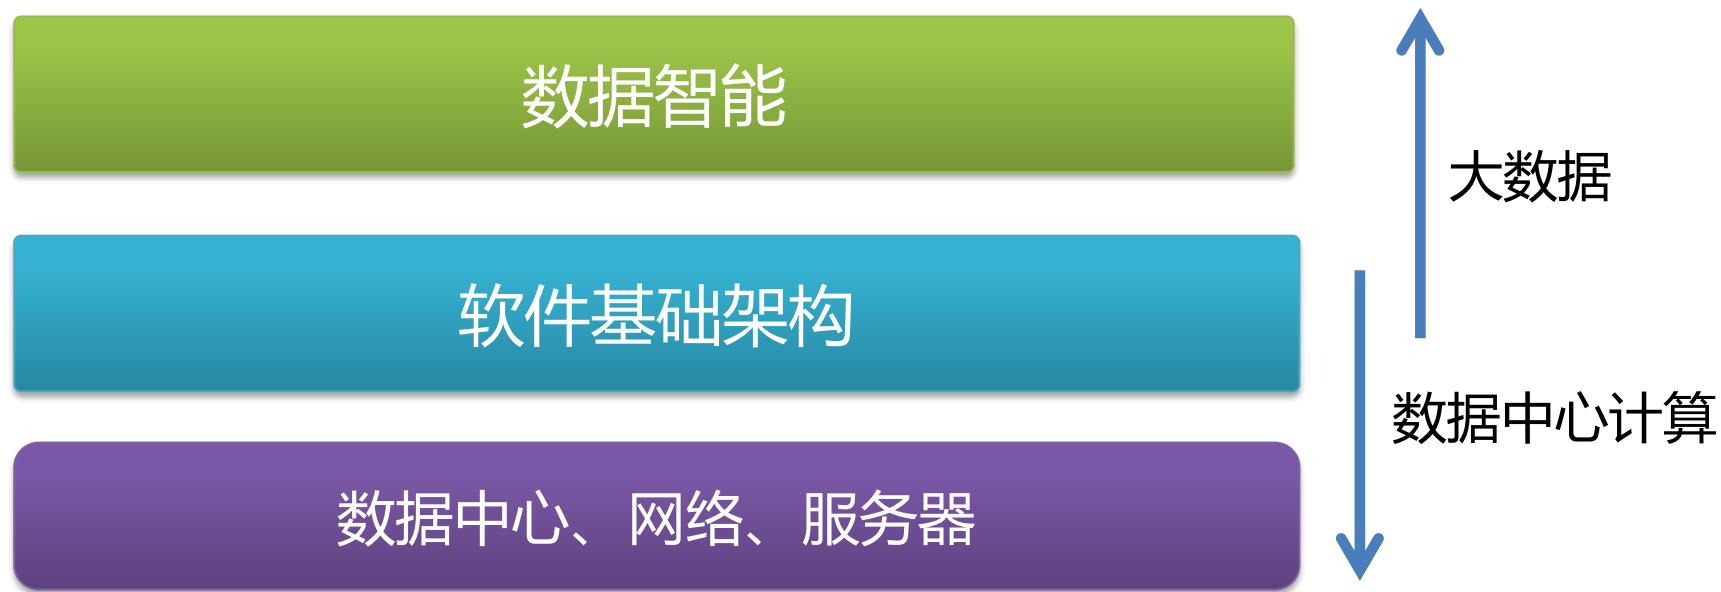 数据智能
大数据
软件基础架构
数据中心计算
数据中心、网络、服务器